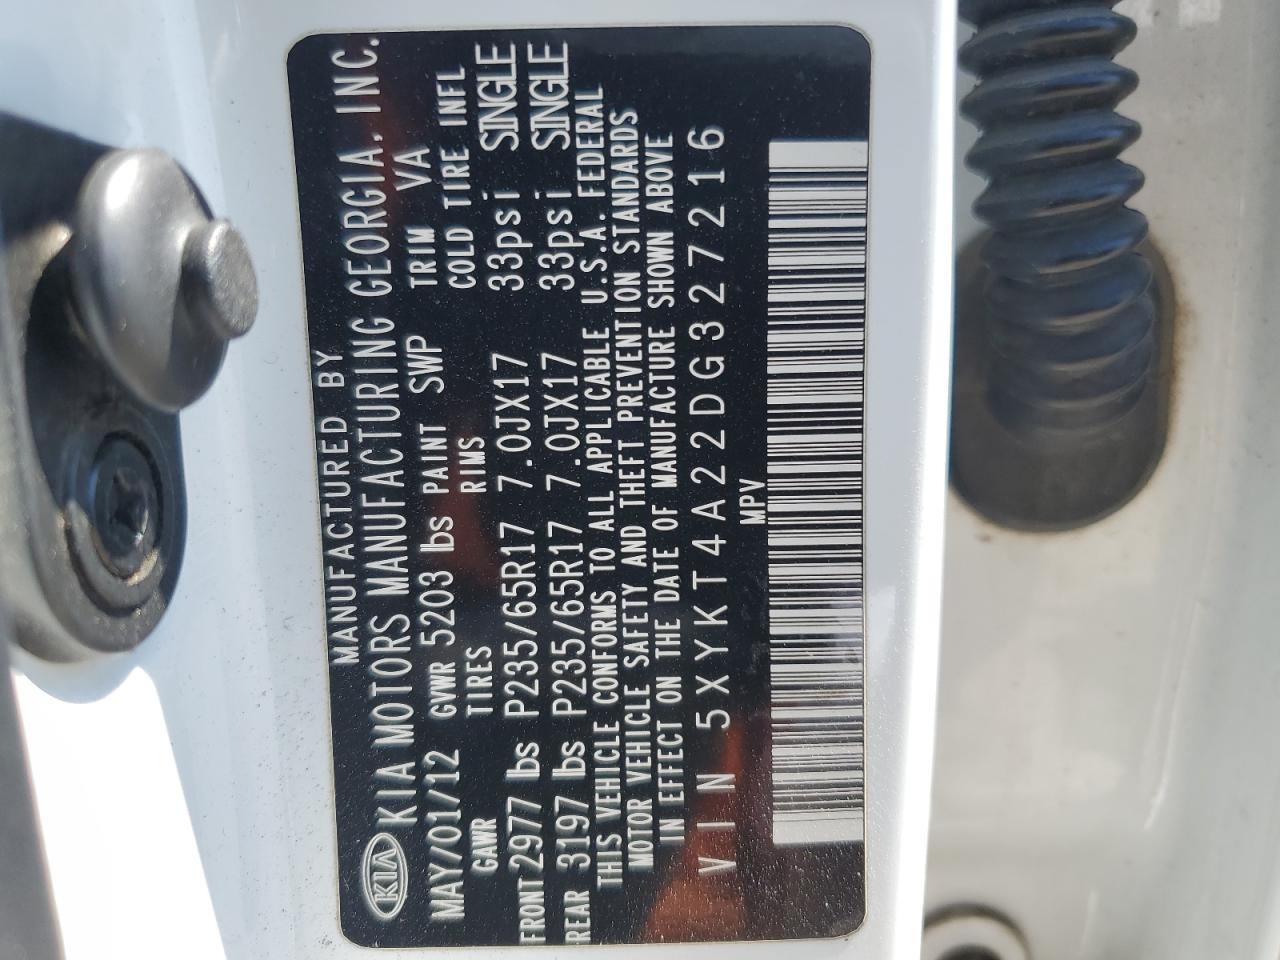 MANUFACTURED BY
KIA KIA MOTORS MANUFACTURING GEORGIA, INC.
MAY/01/12 GVWR 5203 lbs PAINT SWP TRIM VA
GAWR TIRES RIMS COLD TIRE INFL
FRONT 2977 lbs P235/65R17 7.0JX17 33psi SINGLE
REAR 3197 lbs P235/65R17 7.0JX17 33psi SINGLE
THIS VEHICLE CONFORMS TO ALL APPLICABLE U.S.A. FEDERAL
MOTOR VEHICLE SAFETY AND THEFT PREVENTION STANDARDS
IN EFFECT ON THE DATE OF MANUFACTURE SHOWN ABOVE
VIN 5XYKT4A22DG327216
MPV